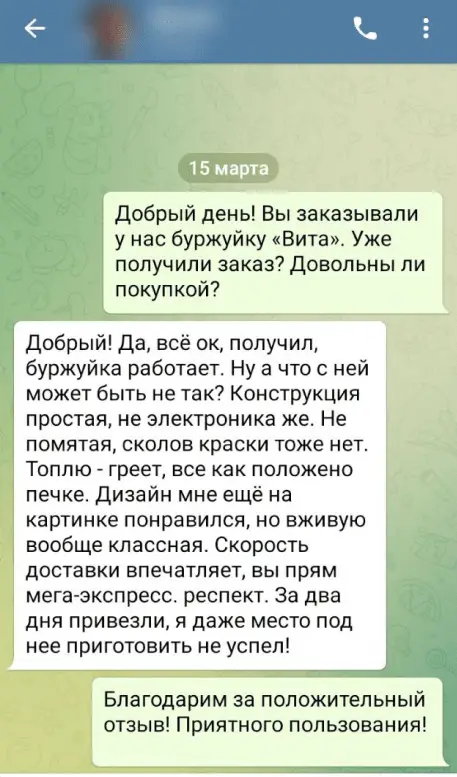 15 марта
Добрый день! Вы заказывали
у нас буржуйку «Вита». Уже
получили заказ? Довольны ли
покупкой?
Добрый! Да, всё ок, получил,
буржуйка работает. Ну а что с ней
может быть не так? Конструкция
простая, не электроника же. Не
помятая, сколов краски тоже нет.
Топлю - греет, все как положено
печке. Дизайн мне ещё на
картинке понравился, но вживую
вообще классная. Скорость
доставки впечатляет, вы прям
мега-экспресс. респект. За два
дня привезли, я даже место под
нее приготовить не успел!
Благодарим за положительный
отзыв! Приятного пользования!